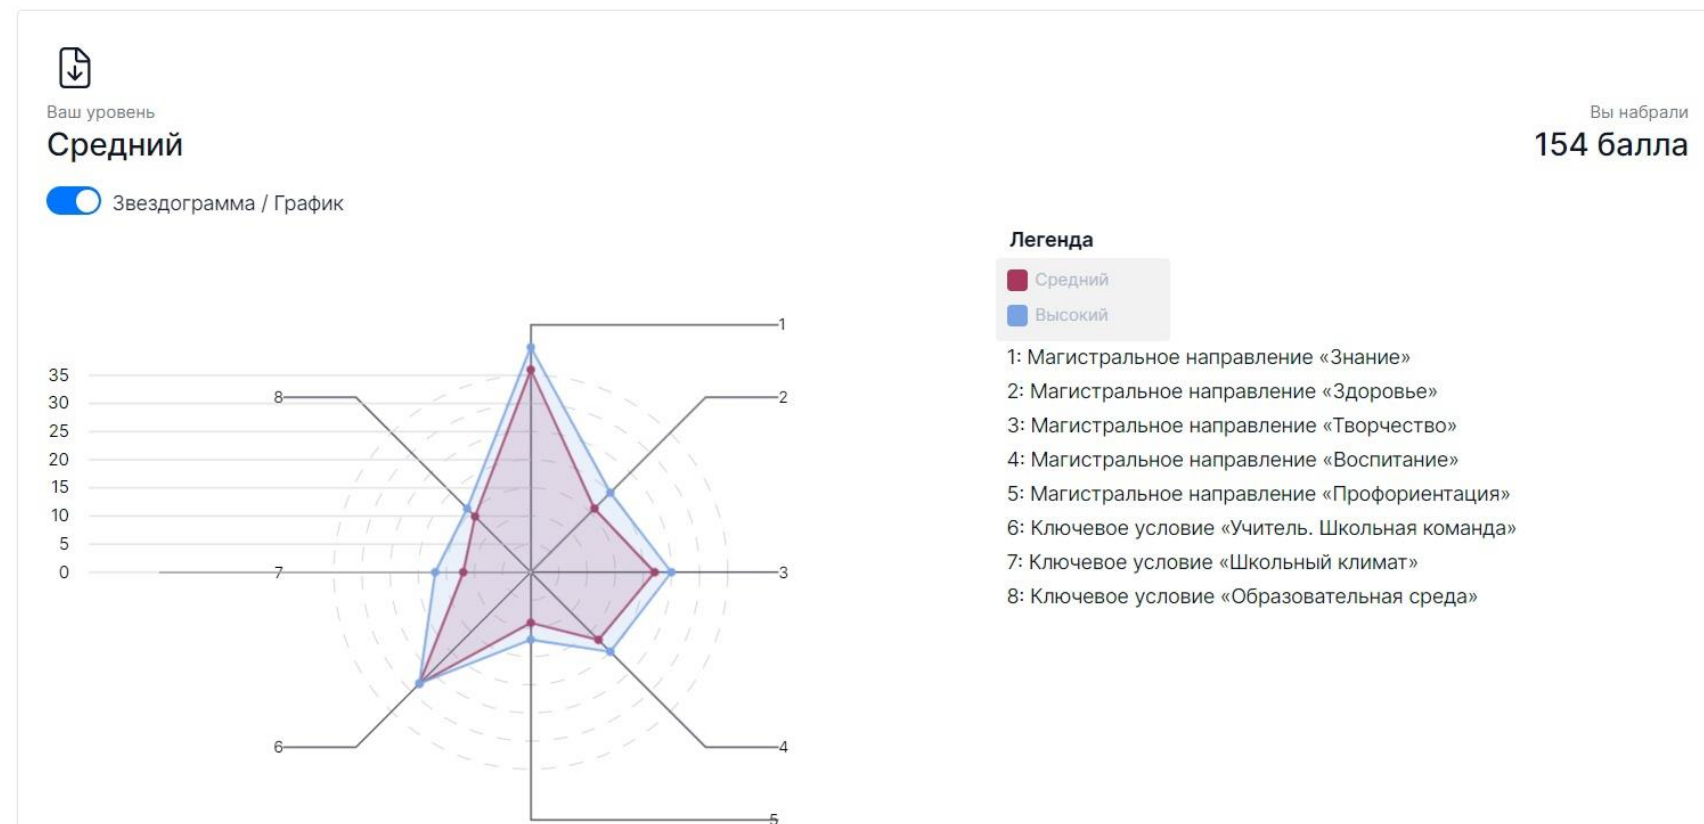 Ваш уровень
Средний
Вы набрали
154 балла
Звездограмма / График
35
30
25
20
15
10
5
0
1
2
3
4
5
6
7
8
Легенда
Средний
Высокий
1: Магистральное направление «Знание»
2: Магистральное направление «Здоровье»
3: Магистральное направление «Творчество»
4: Магистральное направление «Воспитание»
5: Магистральное направление «Профориентация»
6: Ключевое условие «Учитель. Школьная команда»
7: Ключевое условие «Школьный климат»
8: Ключевое условие «Образовательная среда»